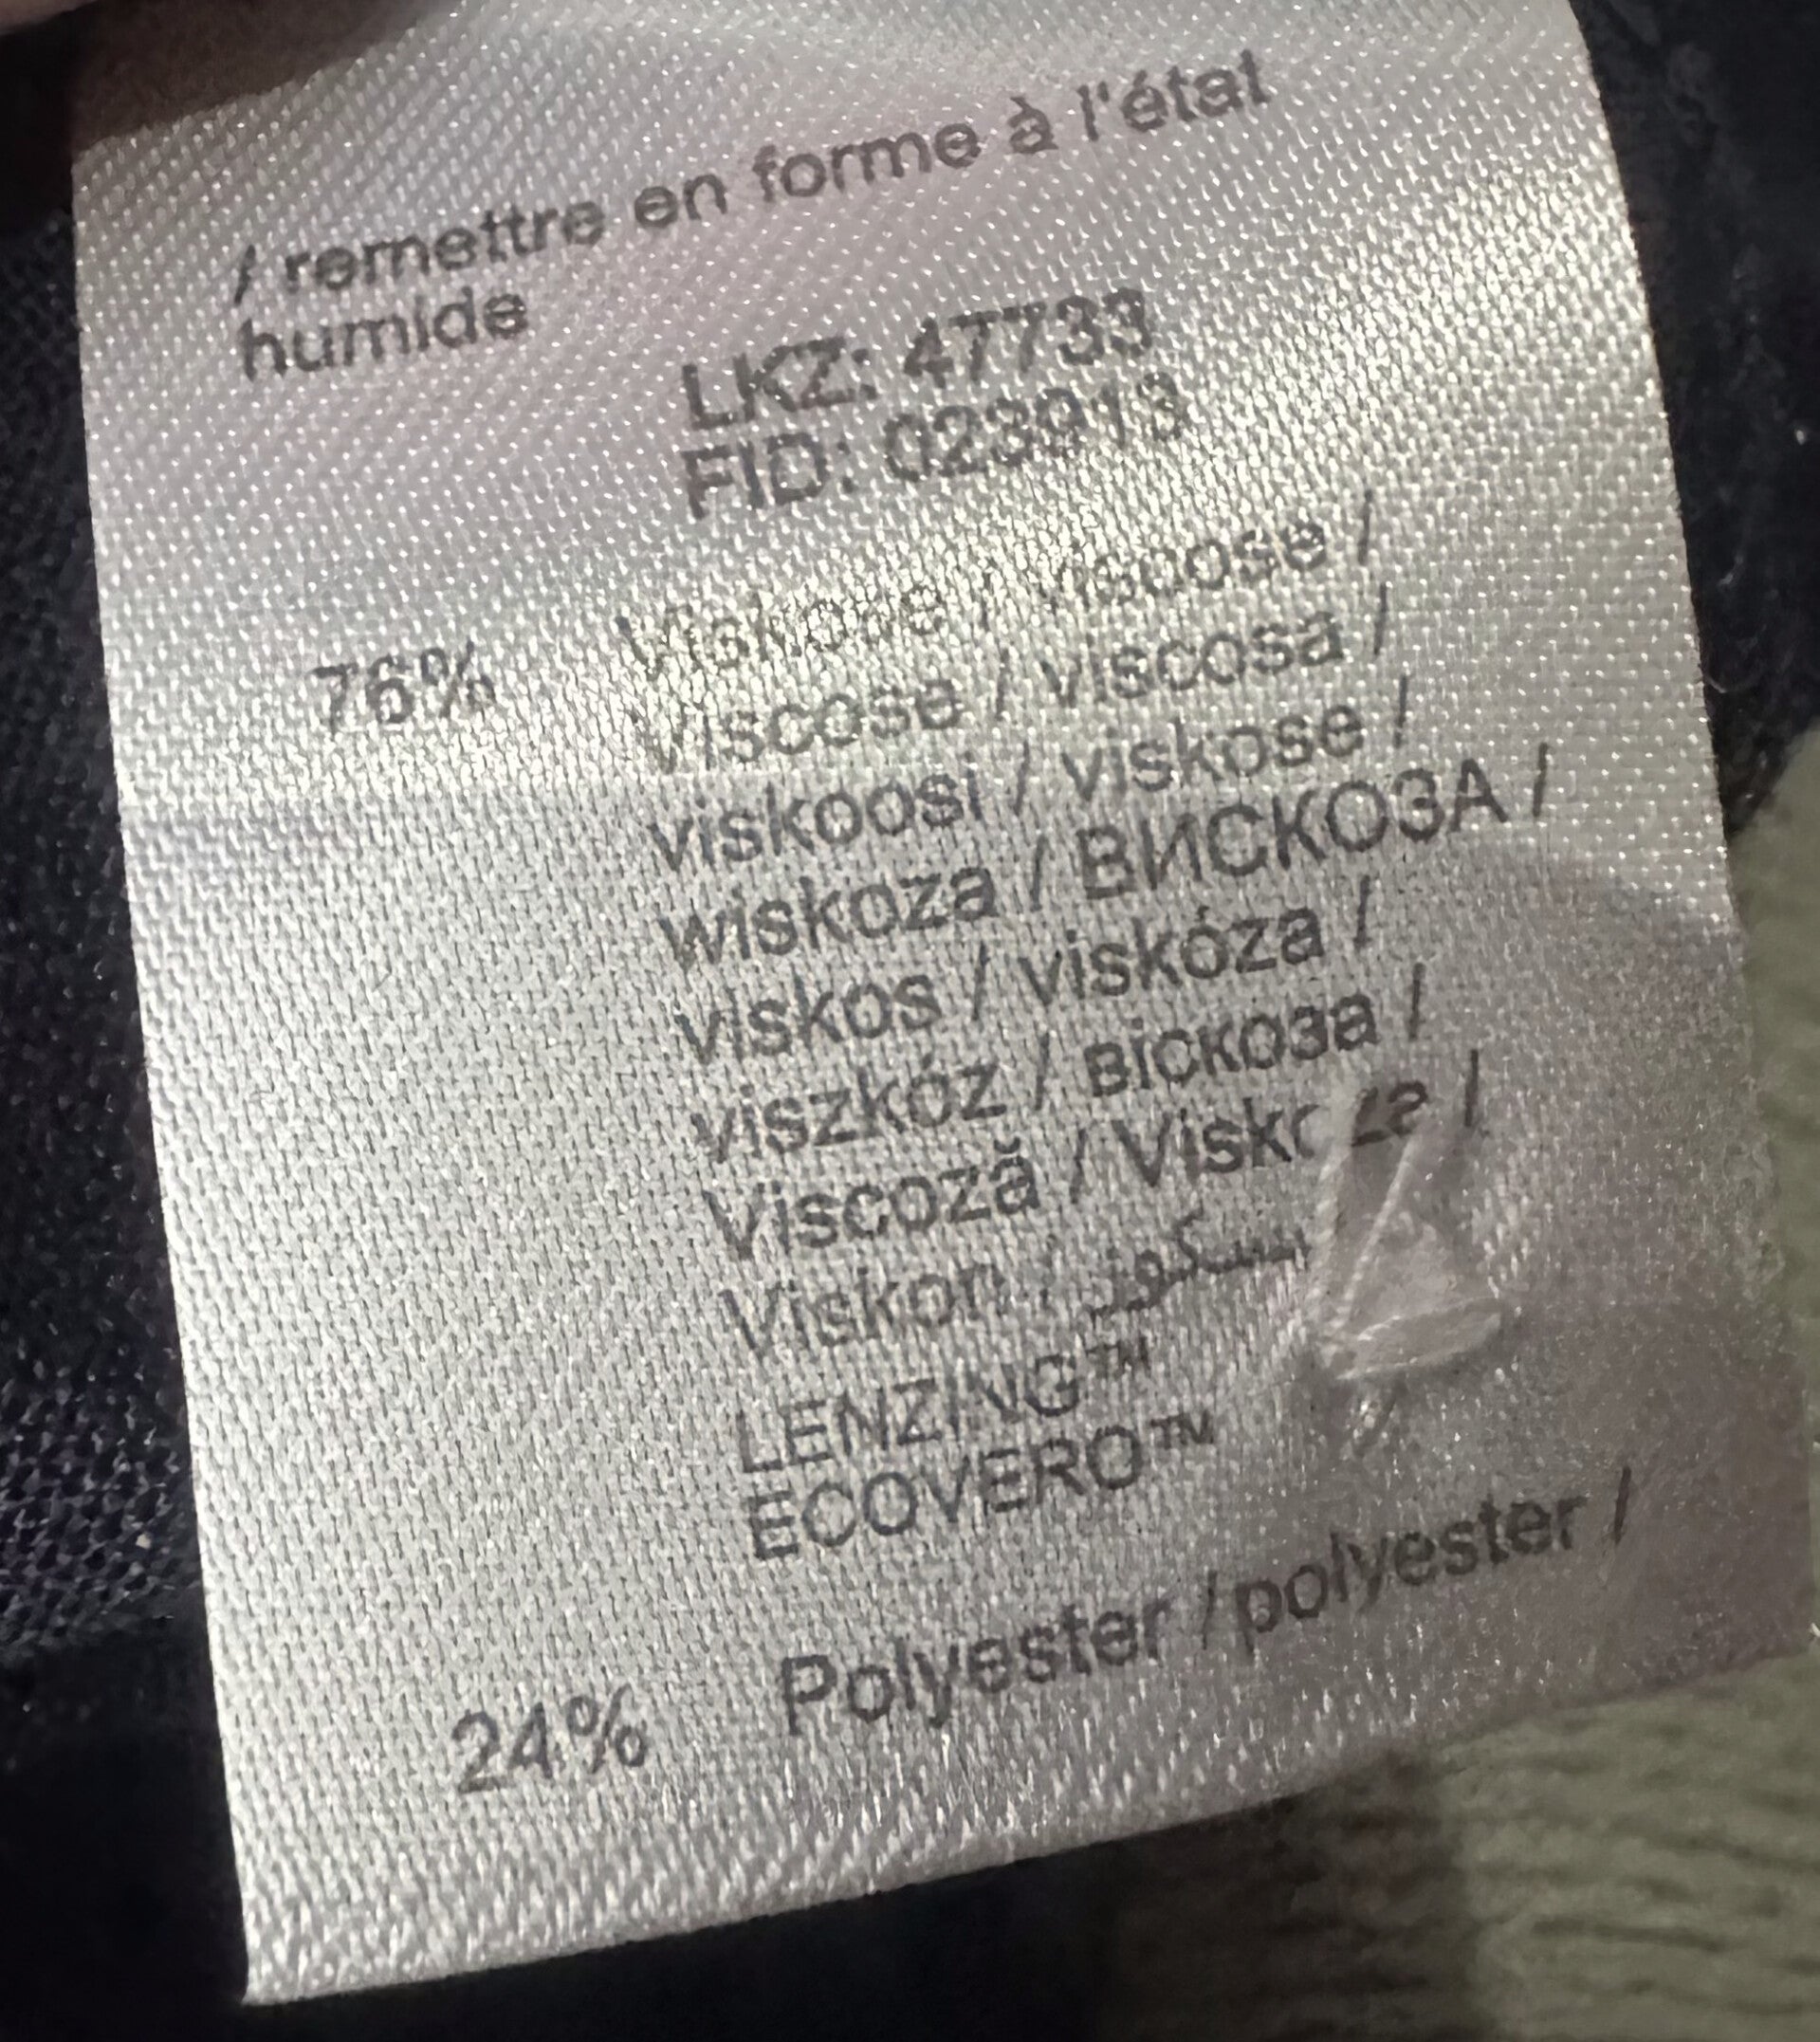 / remettre en forme à l'état
humide
LKZ: 47733
FID: 023913
76% Viskose / viscose /
viscose / viscosa /
viskoosi / viskose /
wiskoza / ВИСКОЗА /
viskos / viskóza /
viszkóz / віскоза /
Viscoză /
Viskon
LENZING™
ECOVERO™
24% Polyester / polyester /